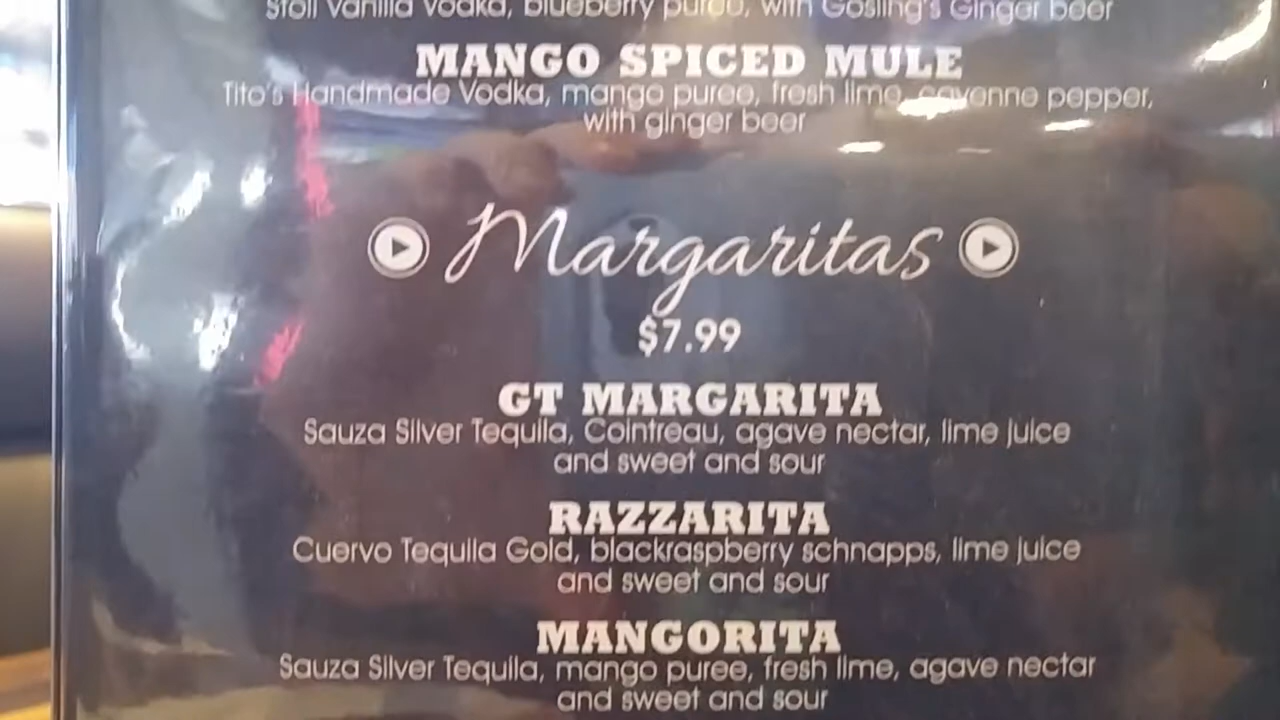 Stoli Vanilla Vodka, blueberry puree, with Gosling's Ginger beer
MANGO SPICED MULE
Tito's Handmade Vodka, mango puree, fresh lime, cayenne pepper,
with ginger beer
Margaritas
$7.99
GT MARGARITA
Sauza Silver Tequila, Cointreau, agave nectar, lime juice
and sweet and sour
RAZZARITA
Cuervo Tequila Gold, blackraspberry schnapps, lime juice
and sweet and sour
MANGORITA
Sauza Silver Tequila, mango puree, fresh lime, agave nectar
and sweet and sour